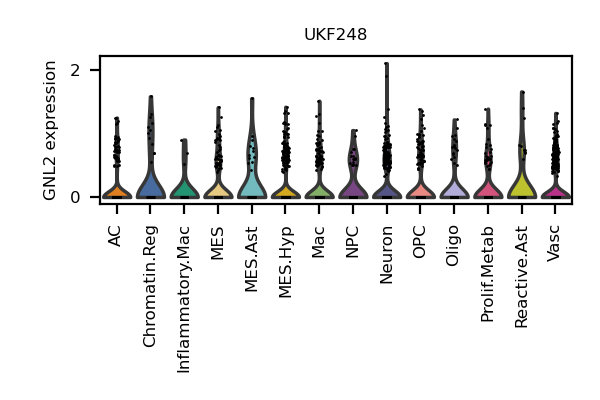 UKF248
GNL2 expression
2
0
AC
Chromatin.Reg
Inflammatory.Mac
MES
MES.Ast
MES.Hyp
Mac
NPC
Neuron
OPC
Oligo
Prolif.Metab
Reactive.Ast
Vasc